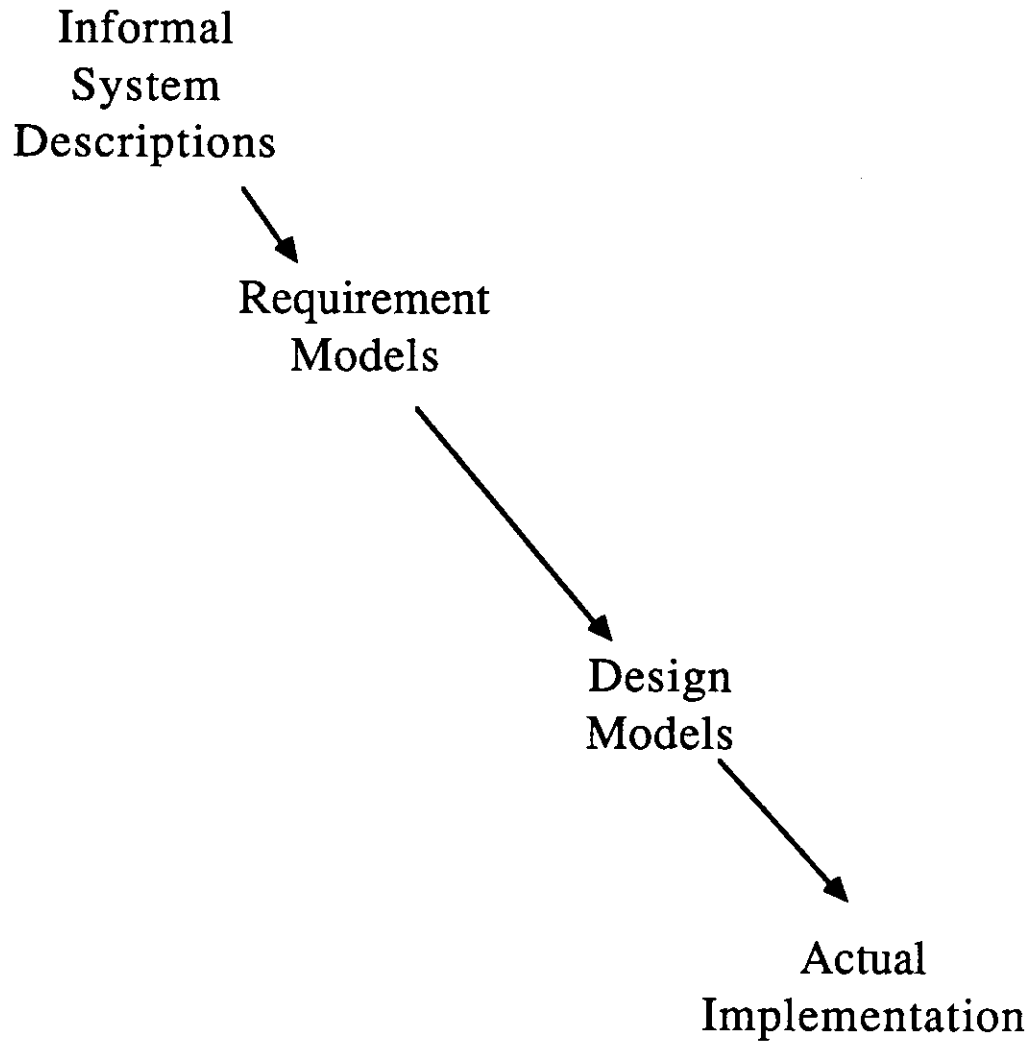 Informal
System
Descriptions
Requirement
Models
Design
Models
Actual
Implementation